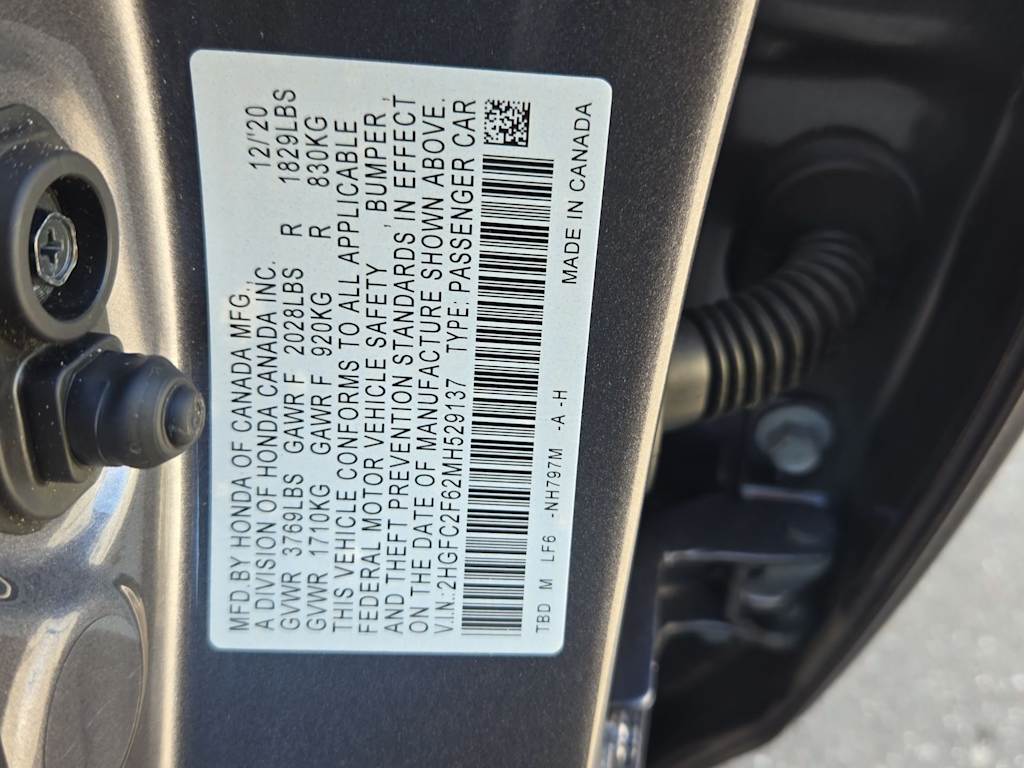 MFD.BY HONDA OF CANADA MFG.,
A DIVISION OF HONDA CANADA INC. 12/'20
GVWR 3769LBS GAWR F 2028LBS R 1829LBS
GVWR 1710KG GAWR F 920KG R 830KG
THIS VEHICLE CONFORMS TO ALL APPLICABLE
FEDERAL MOTOR VEHICLE SAFETY, BUMPER,
AND THEFT PREVENTION STANDARDS IN EFFECT
ON THE DATE OF MANUFACTURE SHOWN ABOVE.
V.I.N.:2HGFC2F62MH529137 TYPE: PASSENGER CAR
TBD M LF6 -NH797M -A -H
MADE IN CANADA